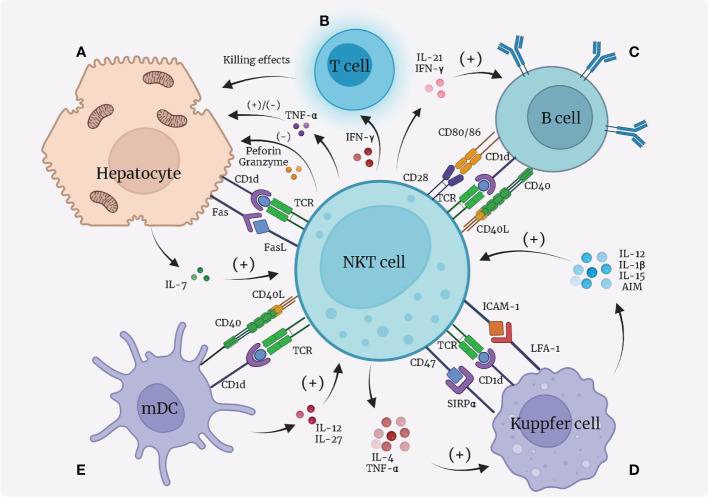 A
B
C
Killing effects
T cell
IL-21
IFN-γ
(+)
(+)/(-)
TNF-α
(-)
IFN-γ
Peforin
Granzyme
CD80/86
B cell
Hepatocyte
CD1d
TCR
CD28
CD1d
TCR
CD40
Fas
FasL
CD40L
NKT cell
(+)
IL-12
IL-1β
IL-15
AIM
IL-7
(+)
CD40L
CD40
TCR
CD1d
ICAM-1
LFA-1
TCR
CD47
CD1d
SIRPα
mDC
(+)
IL-12
IL-27
IL-4
TNF-α
(+)
Kuppfer cell
E
D